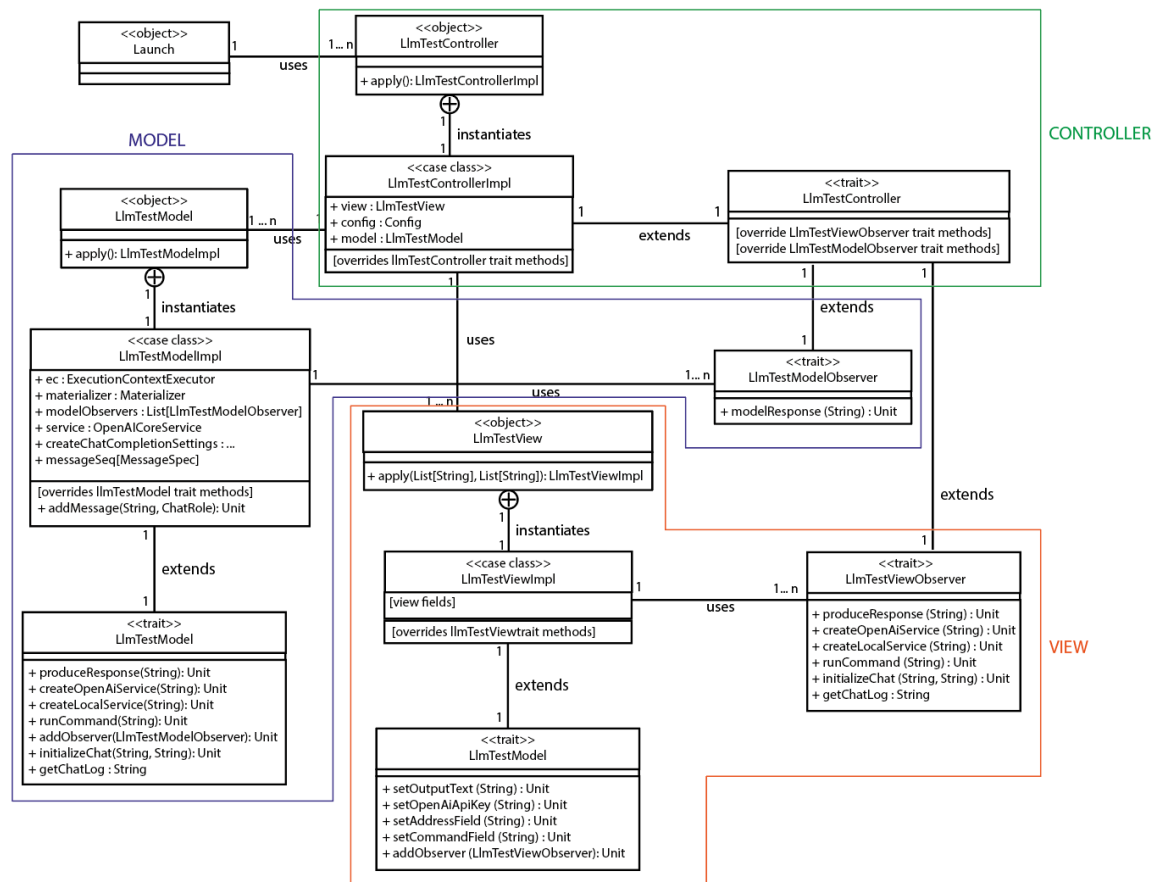 <<object>>
Launch
1
1... n
uses
<<object>>
LlmTestController
+ apply(): LlmTestControllerImpl
1
instantiates
1
CONTROLLER
MODEL
<<case class>>
LlmTestControllerImpl
+ view : LlmTestView
+ config : Config
+ model : LlmTestModel
[overrides llmTestController trait methods]
1
1
extends
<<trait>>
LlmTestController
[override LlmTestViewObserver trait methods]
[override LlmTestModelObserver trait methods]
<<object>>
LlmTestModel
+ apply(): LlmTestModelImpl
1 ... n
1
uses
1
instantiates
1
1
uses
1 ... n
1
extends
1
1
extends
1
<<case class>>
LlmTestModelImpl
+ ec : ExecutionContextExecutor
+ materializer : Materializer
+ modelObservers : List[LlmTestModelObserver]
+ service : OpenAICoreService
+ createChatCompletionSettings : ...
+ messageSeq[MessageSpec]
[overrides llmTestModel trait methods]
+ addMessage(String, ChatRole): Unit
1
1... n
uses
<<trait>>
LlmTestModelObserver
+ modelResponse (String) : Unit
<<object>>
LlmTestView
+ apply(List[String], List[String]): LlmTestViewImpl
1
instantiates
1
1
extends
1
<<case class>>
LlmTestViewImpl
[view fields]
[overrides llmTestViewtrait methods]
1
1... n
uses
<<trait>>
LlmTestViewObserver
+ produceResponse (String) : Unit
+ createOpenAiService (String) : Unit
+ createLocalService (String) : Unit
+ runCommand (String) : Unit
+ initializeChat (String, String) : Unit
+ getChatLog : String
VIEW
<<trait>>
LlmTestModel
+ produceResponse(String): Unit
+ createOpenAiService(String): Unit
+ createLocalService(String): Unit
+ runCommand(String): Unit
+ addObserver(LlmTestModelObserver): Unit
+ initializeChat(String, String): Unit
+ getChatLog : String
1
extends
1
<<trait>>
LlmTestModel
+ setOutputText (String) : Unit
+ setOpenAiApiKey (String) : Unit
+ setAddressField (String) : Unit
+ setCommandField (String) : Unit
+ addObserver (LlmTestViewObserver): Unit